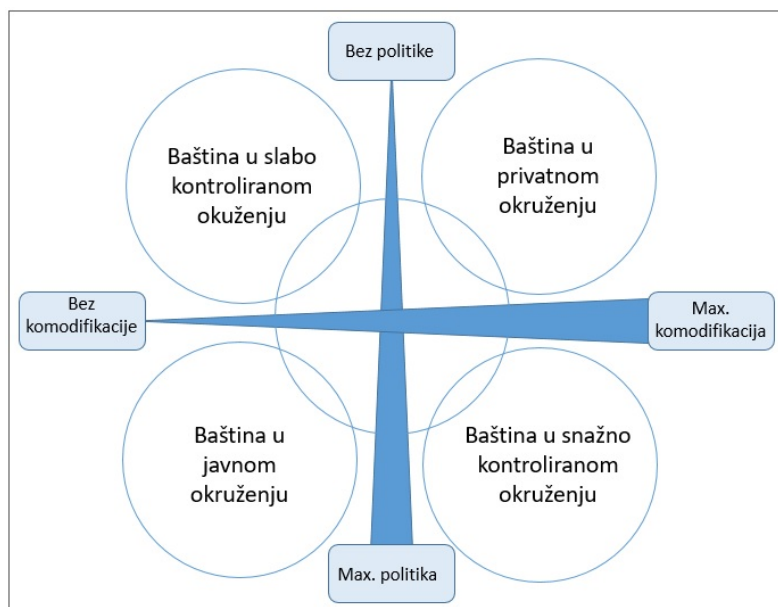 Bez politike
Baština u slabo
kontroliranom
okuženju
Baština u
privatnom
okruženju
Bez
komodifikacije
Max.
komodifikacija
Baština u
javnom
okruženju
Baština u snažno
kontroliranom
okruženju
Max. politika